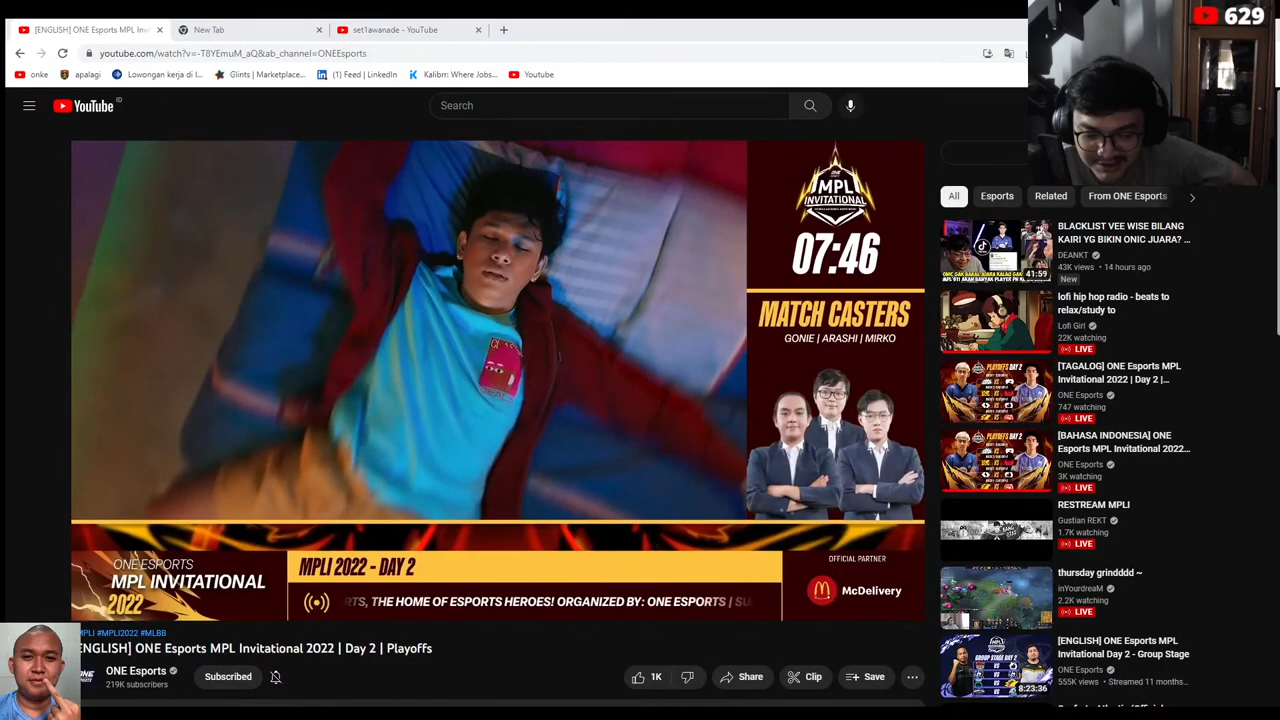 [ENGLISH] ONE Esports MPL Inv
New Tab
set1awanade - YouTube
youtube.com/watch?v=-T8YEmuM_aQ&ab_channel=ONEEsports
onke
apalagi
Lowongan kerja di I...
Glints | Marketplace...
(1) Feed | LinkedIn
Kalibrr: Where Jobs...
Youtube
629
YouTube ID
Search
All
Esports
Related
From ONE Esports
MPL
INVITATIONAL
07:46
MATCH CASTERS
GONIE | ARASHI | MIRKO
ONE ESPORTS
MPL INVITATIONAL
2022
MPLI 2022 - DAY 2
RTS, THE HOME OF ESPORTS HEROES! ORGANIZED BY: ONE ESPORTS |
OFFICIAL PARTNER
McDelivery
BLACKLIST VEE WISE BILANG
KAIRI YG BIKIN ONIC JUARA? ...
DEANKT
43K views • 14 hours ago
New
41:59
lofi hip hop radio - beats to
relax/study to
Lofi Girl
22K watching
LIVE
[TAGALOG] ONE Esports MPL
Invitational 2022 | Day 2 |...
ONE Esports
747 watching
LIVE
[BAHASA INDONESIA] ONE
Esports MPL Invitational 2022...
ONE Esports
3K watching
LIVE
RESTREAM MPLI
Gustian REKT
1.7K watching
LIVE
thursday grindddd ~
inYourdreaM
2.2K watching
LIVE
[ENGLISH] ONE Esports MPL
Invitational Day 2 - Group Stage
ONE Esports
555K views • Streamed 11 months...
8:23:36
#MPLI2022 #MLBB
ENGLISH] ONE Esports MPL Invitational 2022 | Day 2 | Playoffs
ONE Esports
219K subscribers
Subscribed
1K
Share
Clip
Save